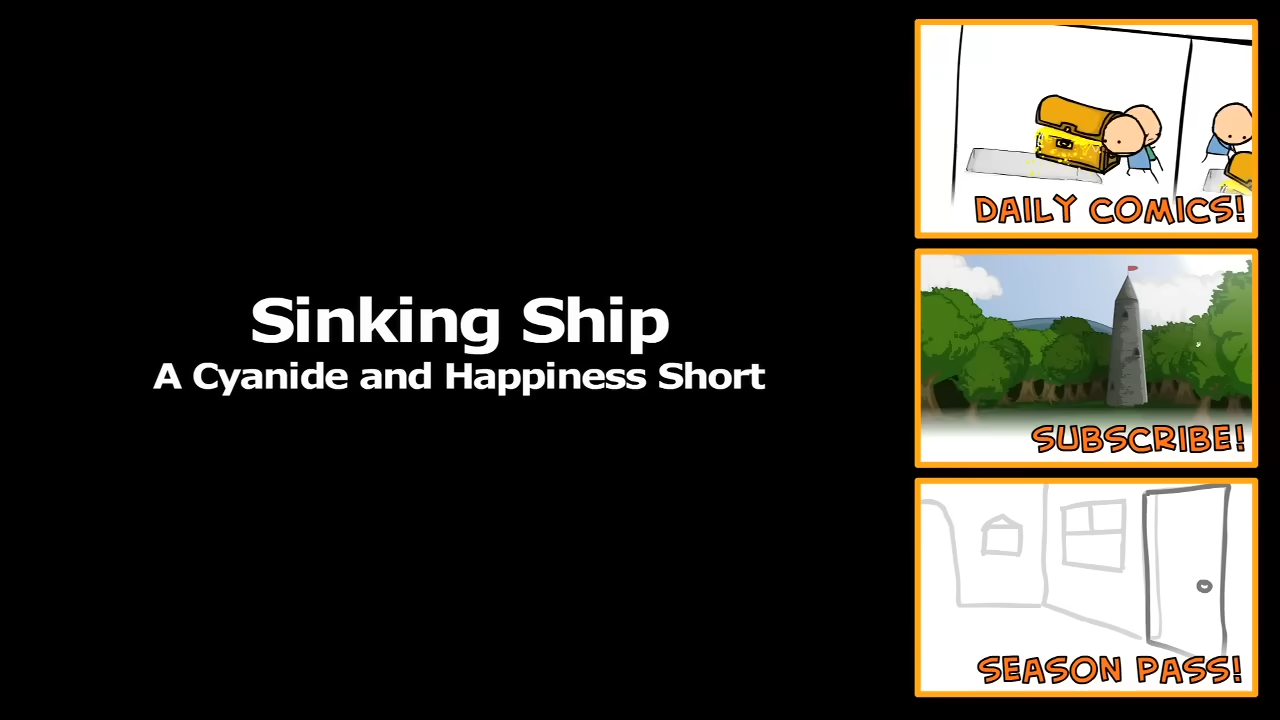 Sinking Ship
A Cyanide and Happiness Short
DAILY COMICS!
SUBSCRIBE!
SEASON PASS!